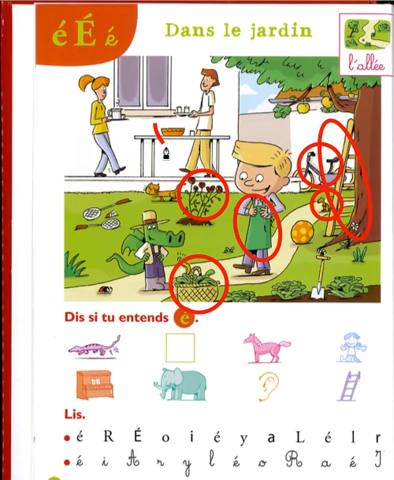 é É é
Dans le jardin
l'allée
Dis si tu entends é.
Lis.
• é R É o i é y a L é l r
• é i A r y l é o R a é J